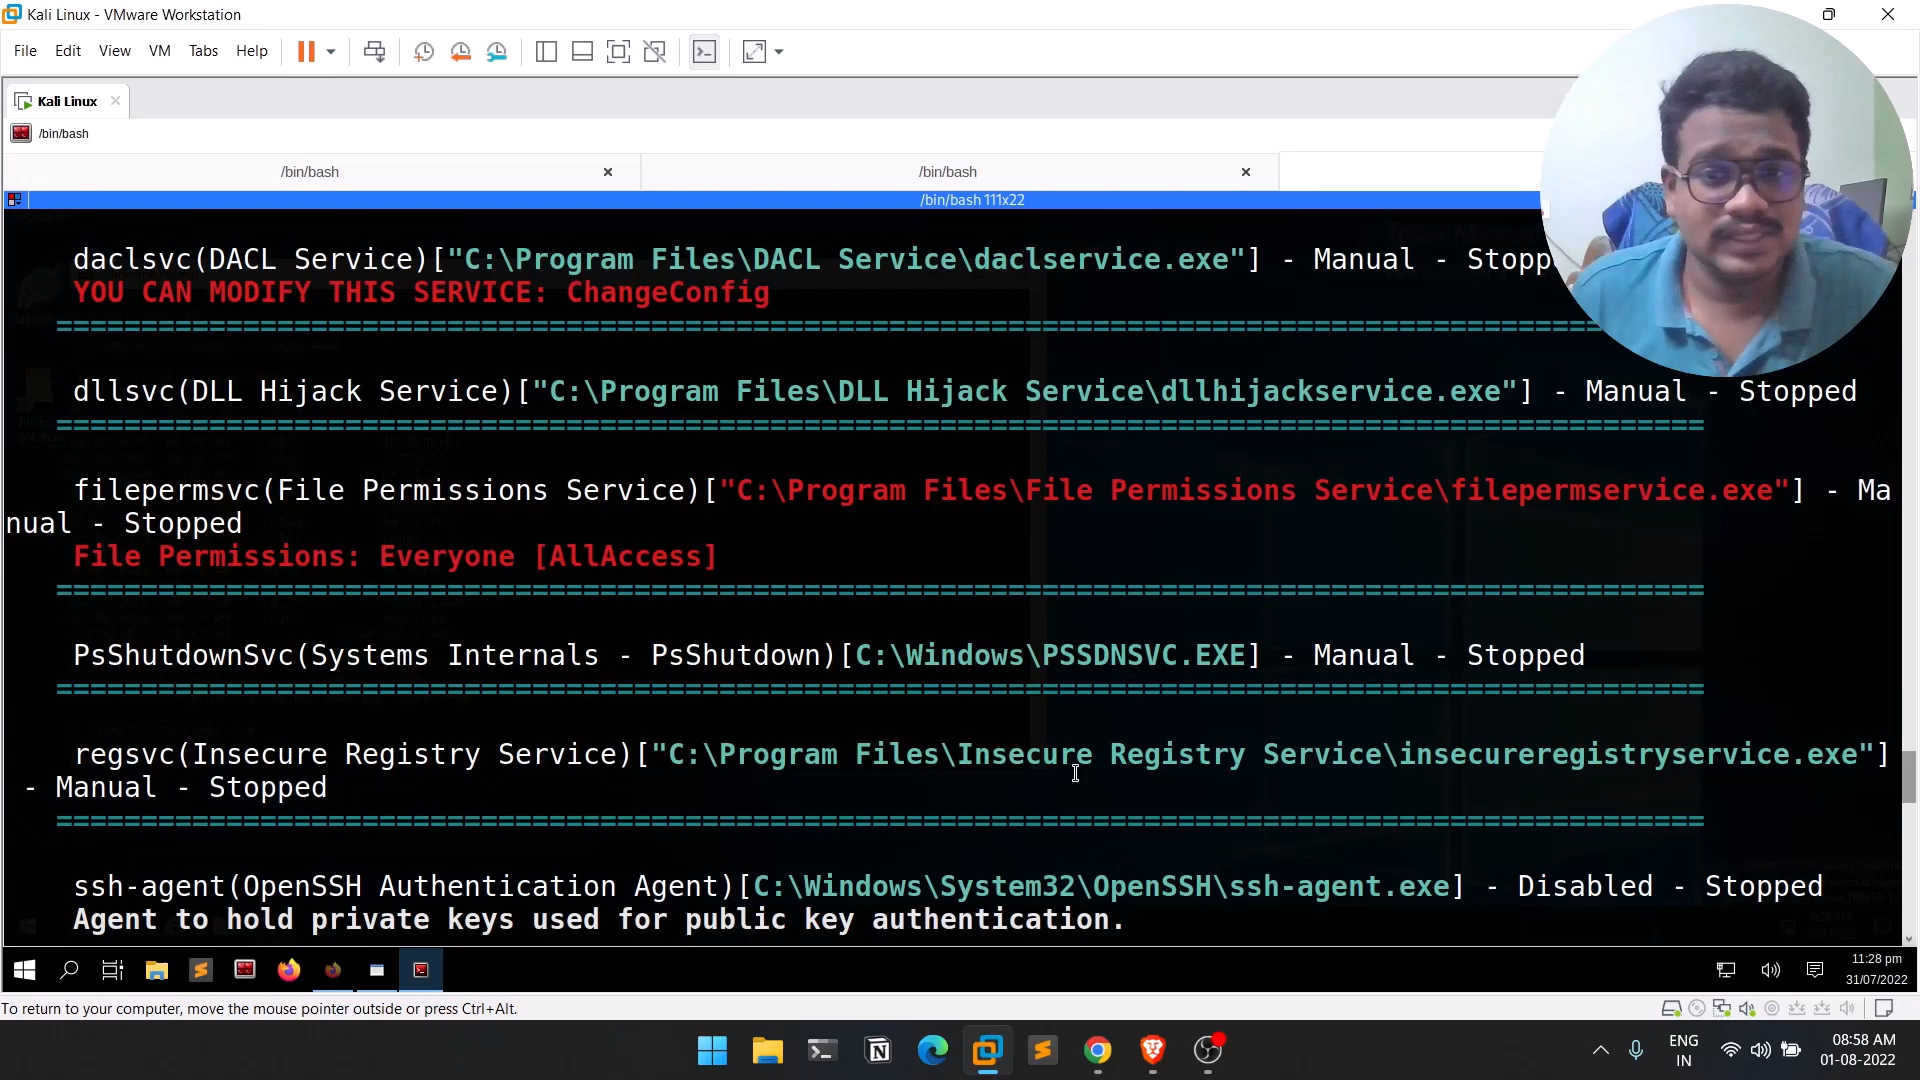 Kali Linux - VMware Workstation
File Edit View VM Tabs Help
Kali Linux
/bin/bash
/bin/bash
/bin/bash
/bin/bash 111x22
daclsvc(DACL Service)["C:\Program Files\DACL Service\daclservice.exe"] - Manual - Stopp
YOU CAN MODIFY THIS SERVICE: ChangeConfig
=================================================================================================
dllsvc(DLL Hijack Service)["C:\Program Files\DLL Hijack Service\dllhijackservice.exe"] - Manual - Stopped
=================================================================================================
filepermsvc(File Permissions Service)["C:\Program Files\File Permissions Service\filepermservice.exe"] - Ma
nual - Stopped
File Permissions: Everyone [AllAccess]
=================================================================================================
PsShutdownSvc(Systems Internals - PsShutdown)[C:\Windows\PSSDNSVC.EXE] - Manual - Stopped
=================================================================================================
regsvc(Insecure Registry Service)["C:\Program Files\Insecure Registry Service\insecureregistryservice.exe"]
- Manual - Stopped
=================================================================================================
ssh-agent(OpenSSH Authentication Agent)[C:\Windows\System32\OpenSSH\ssh-agent.exe] - Disabled - Stopped
Agent to hold private keys used for public key authentication.
11:28 pm
31/07/2022
To return to your computer, move the mouse pointer outside or press Ctrl+Alt.
ENG
IN
08:58 AM
01-08-2022